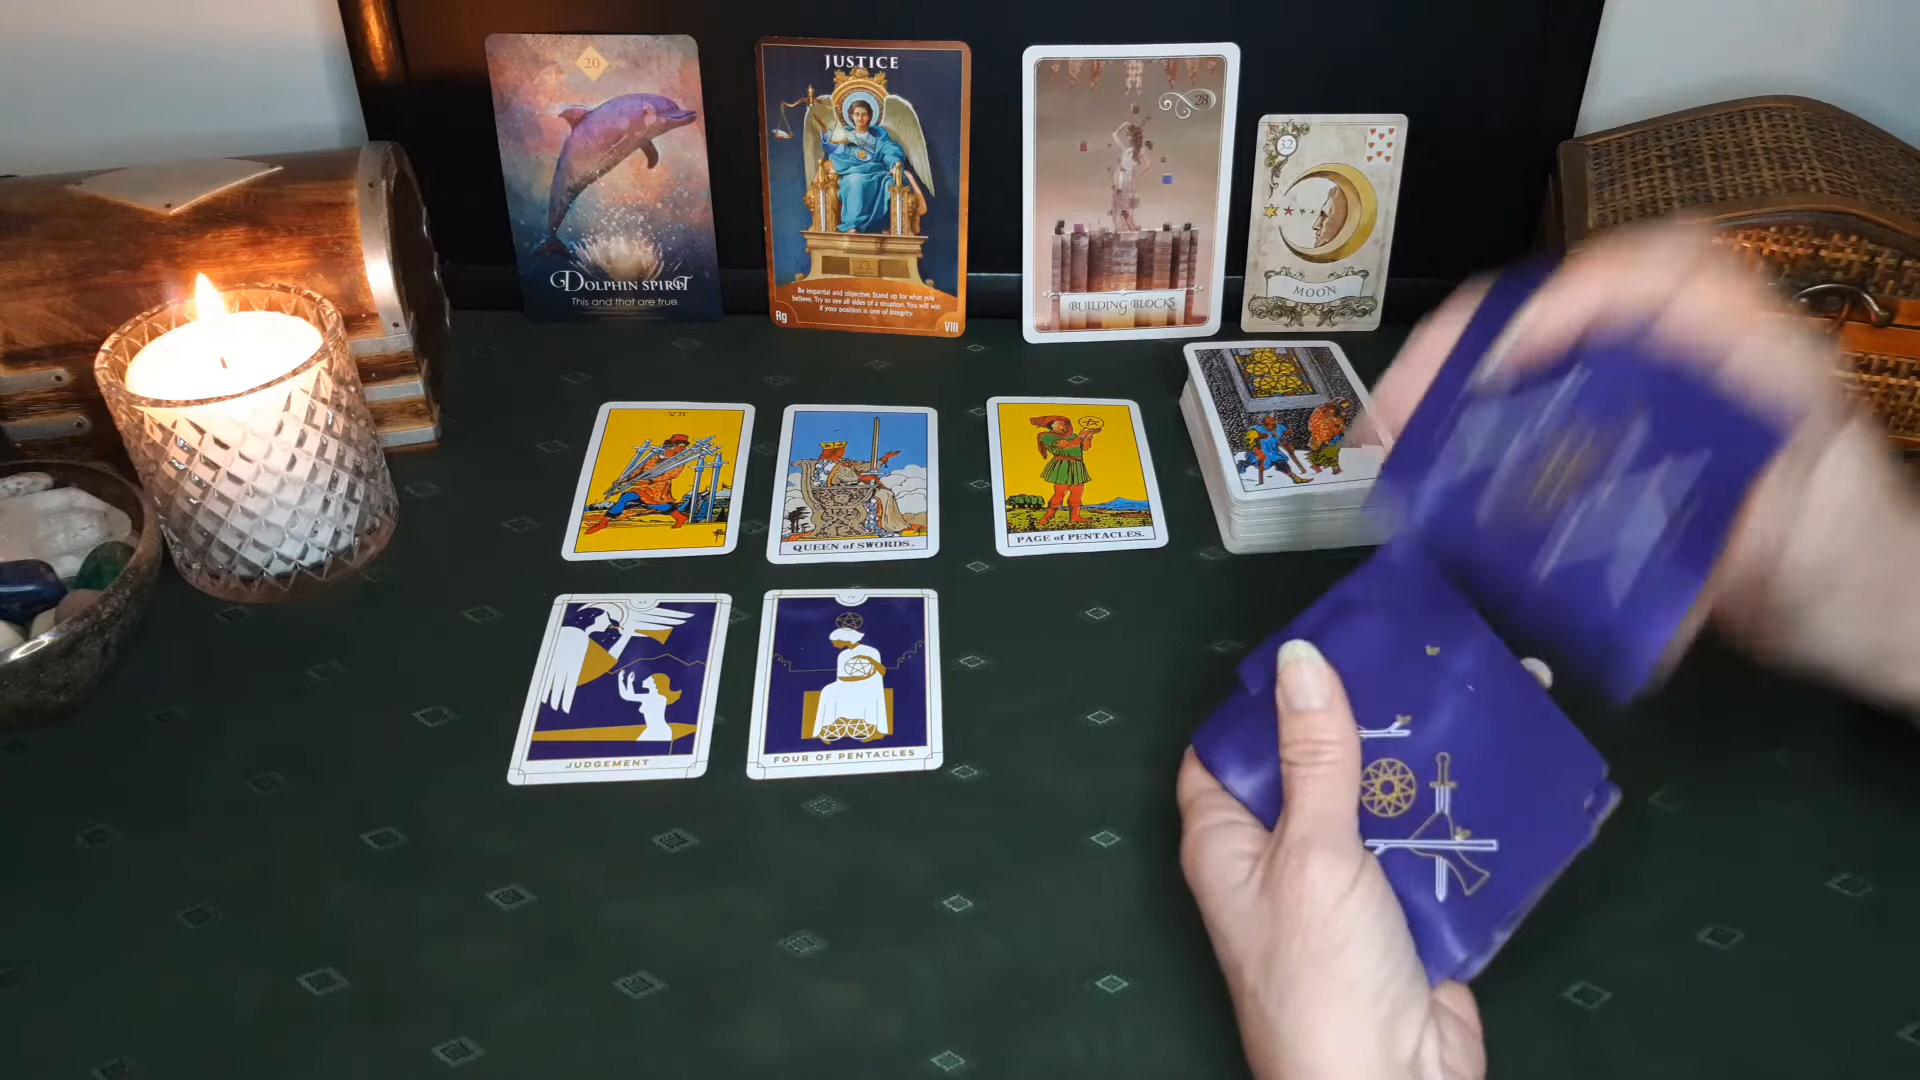 20
DOLPHIN SPIRIT
This and that are true.
JUSTICE
Be impartial and objective. Stand up for what you
believe. Try to see all sides of a situation. You will win
if your position is one of integrity.
Rg
VIII
28
BUILDING BLOCKS
32
MOON
VII
QUEEN of SWORDS.
PAGE of PENTACLES.
JUDGEMENT
IV
FOUR OF PENTACLES